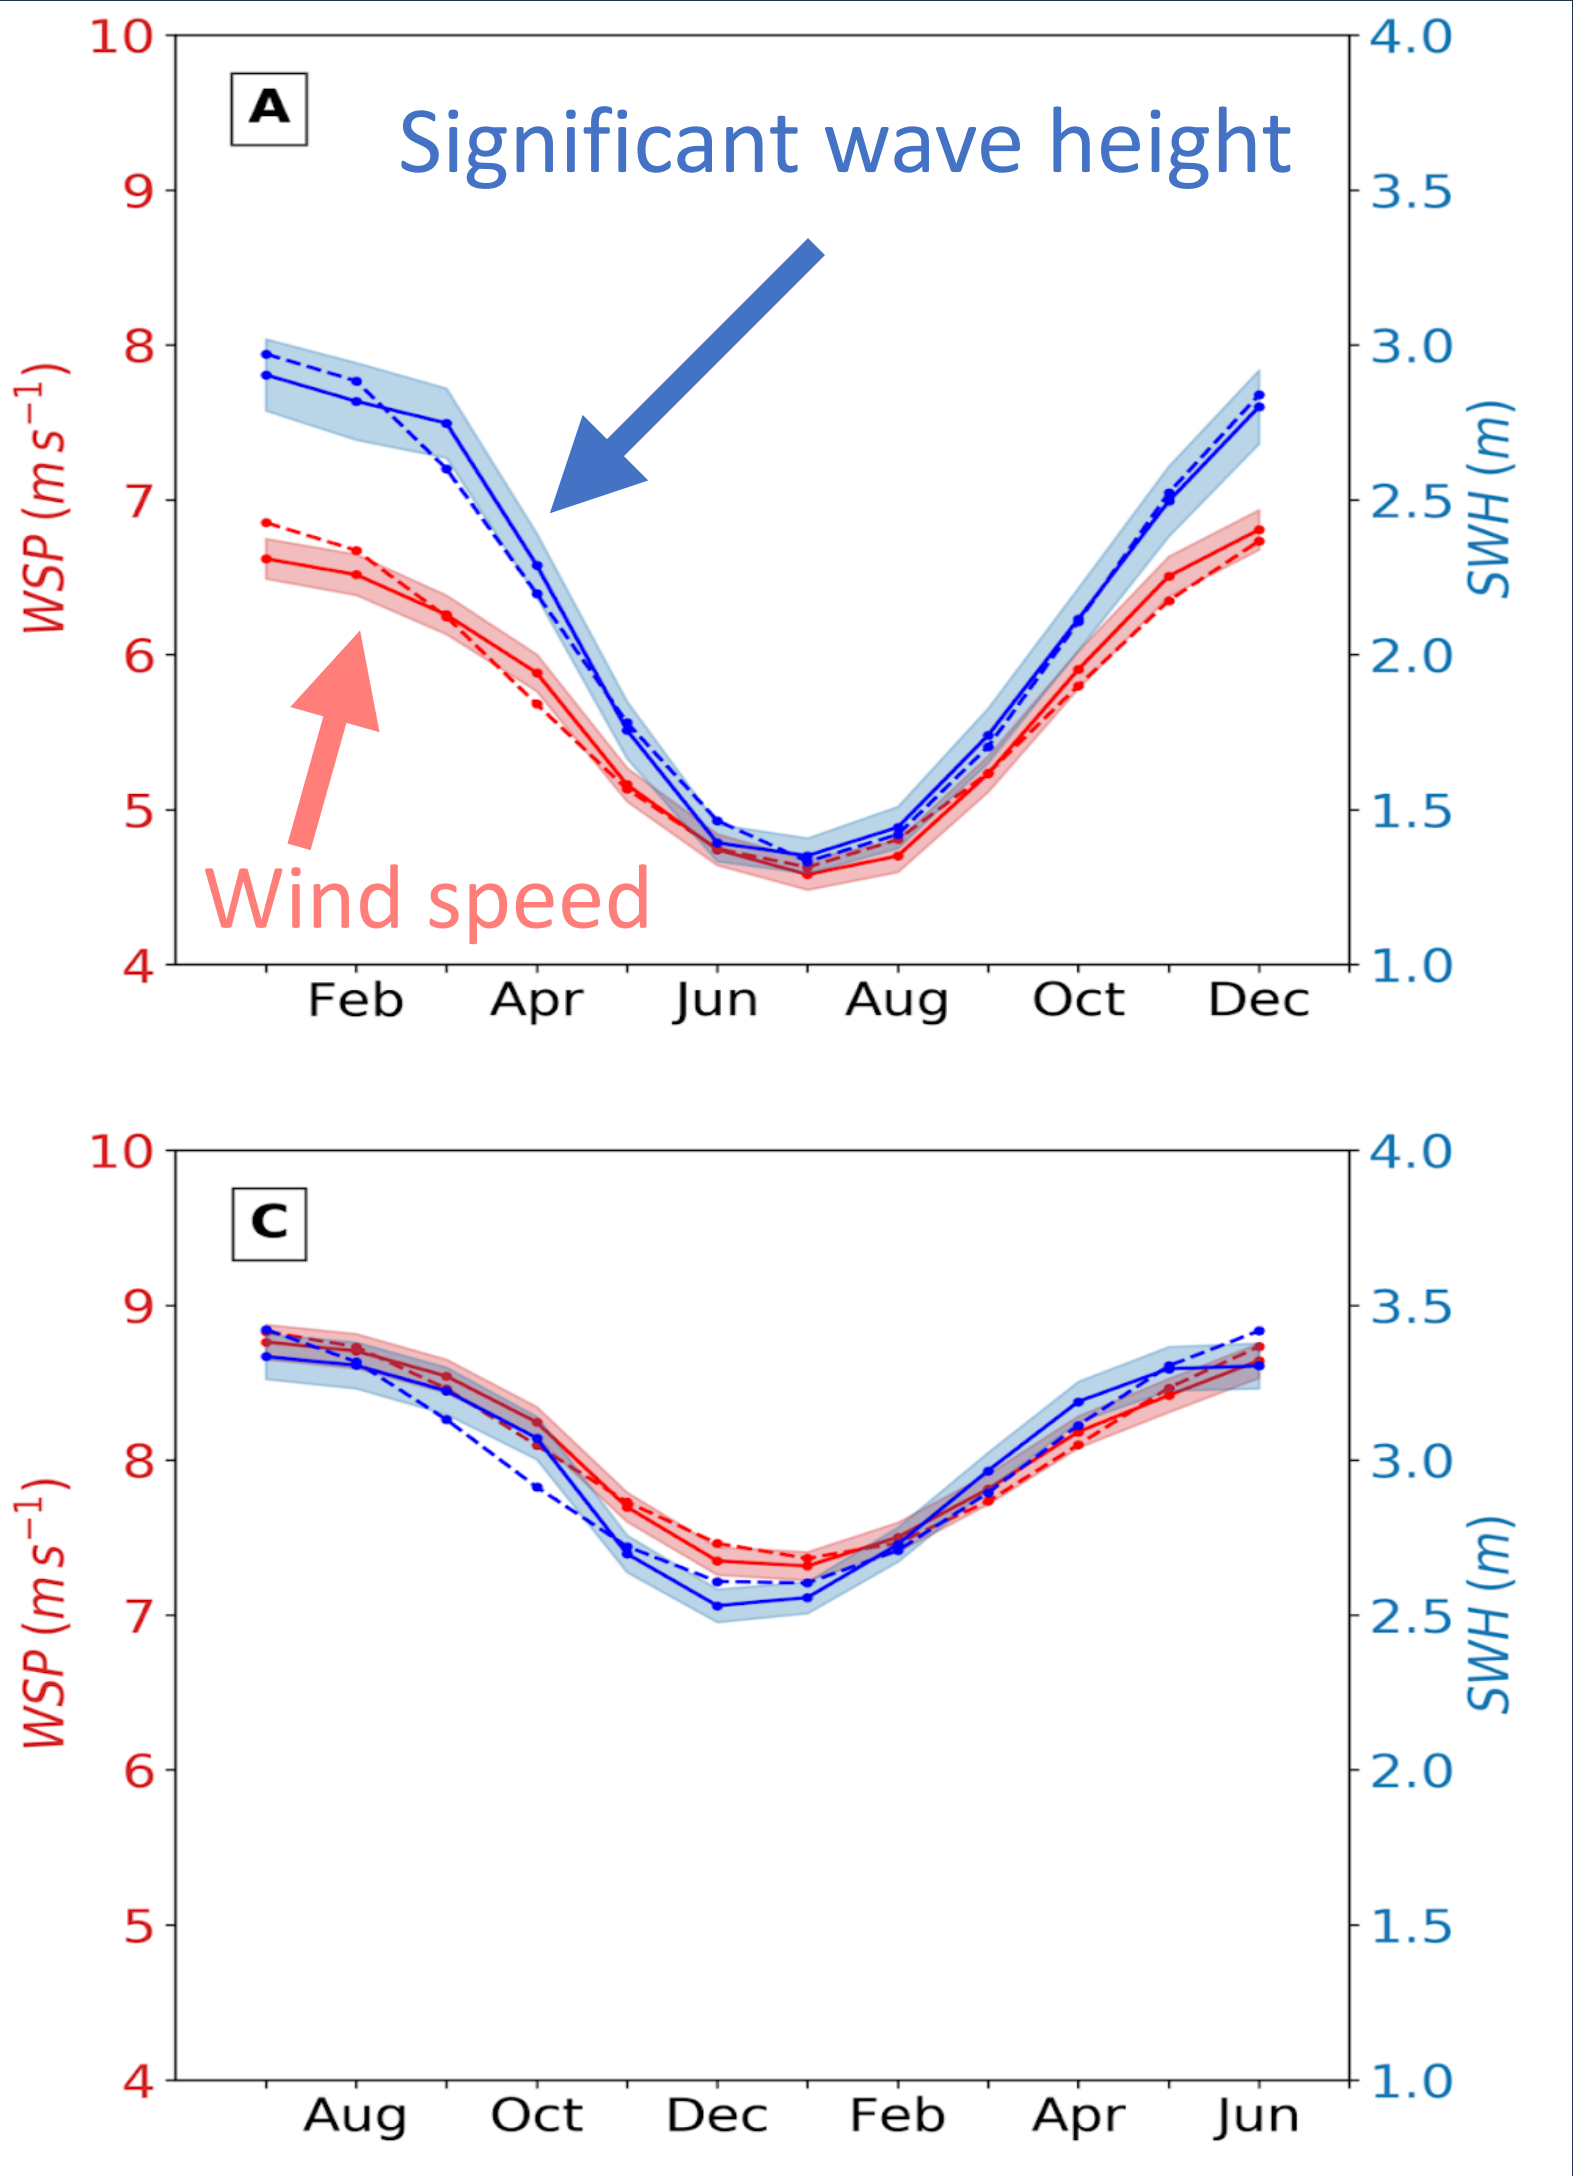 10
9
8
7
6
5
4
WSP (m s⁻¹)
A
Significant wave height
Wind speed
4.0
3.5
3.0
2.5
2.0
1.5
1.0
SWH (m)
Feb Apr Jun Aug Oct Dec
10
9
8
7
6
5
4
WSP (m s⁻¹)
C
4.0
3.5
3.0
2.5
2.0
1.5
1.0
SWH (m)
Aug Oct Dec Feb Apr Jun